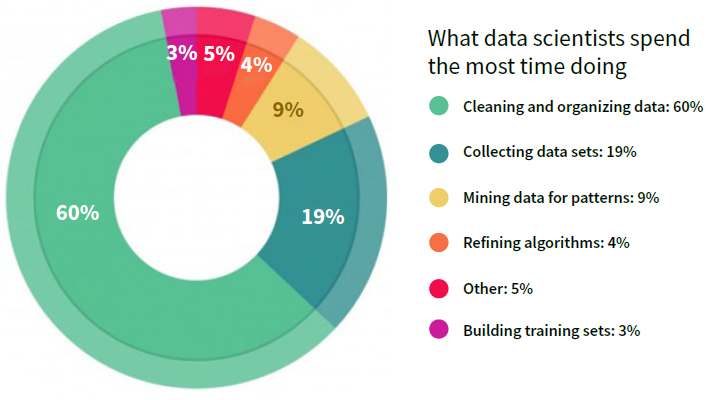 3%
5%
4%
9%
60%
19%
What data scientists spend
the most time doing
Cleaning and organizing data: 60%
Collecting data sets: 19%
Mining data for patterns: 9%
Refining algorithms: 4%
Other: 5%
Building training sets: 3%